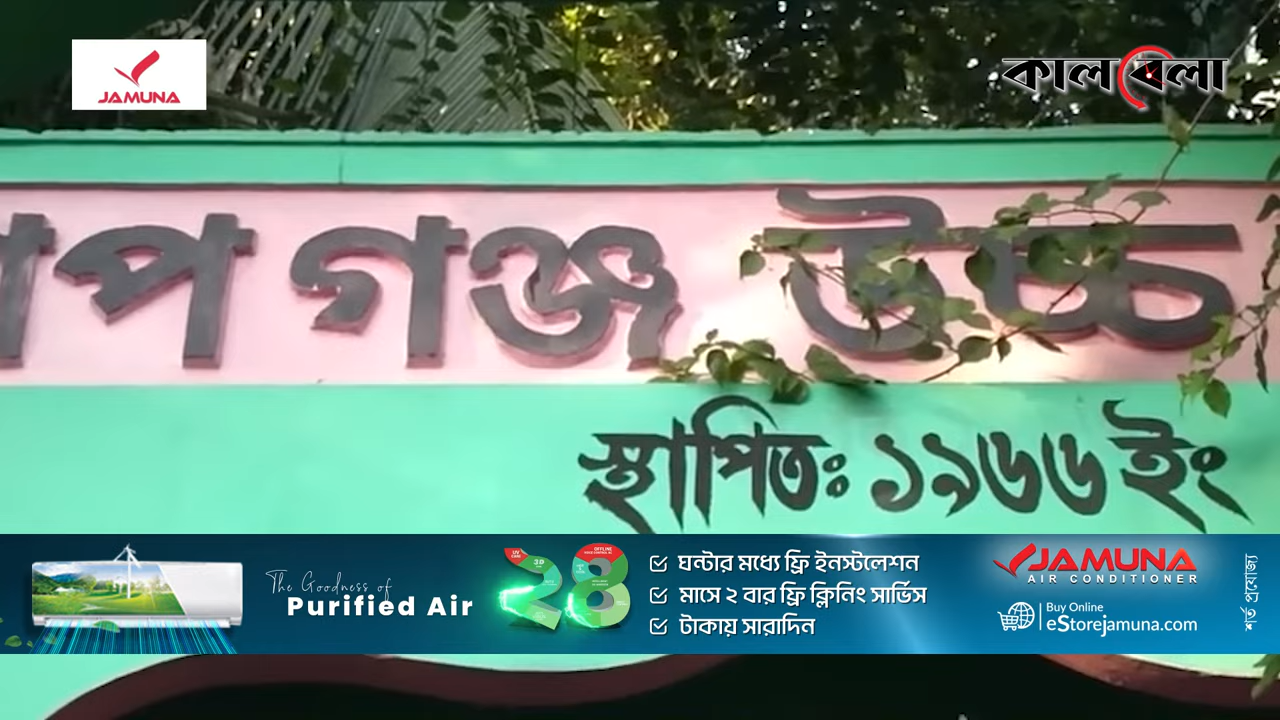 JAMUNA
কালবেলা
পগঞ্জ উচ্চ
স্থাপিতঃ ১৯৬৬ ইং
The Goodness of
Purified Air
28
ঘন্টার মধ্যে ফ্রি ইনস্টলেশন
মাসে ২ বার ফ্রি ক্লিনিং সার্ভিস
টাকায় সারাদিন
JAMUNA
AIR CONDITIONER
Buy Online
eStorejamuna.com
শর্ত প্রযোজ্য